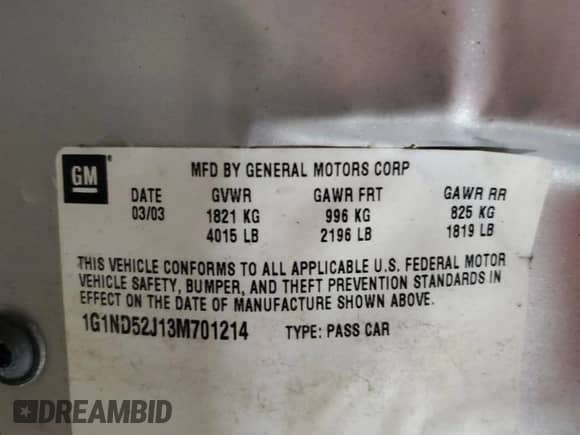 GM®
MFD BY GENERAL MOTORS CORP
DATE GVWR GAWR FRT GAWR RR
03/03 1821 KG 996 KG 825 KG
4015 LB 2196 LB 1819 LB
THIS VEHICLE CONFORMS TO ALL APPLICABLE U.S. FEDERAL MOTOR
VEHICLE SAFETY, BUMPER, AND THEFT PREVENTION STANDARDS IN
EFFECT ON THE DATE OF MANUFACTURE SHOWN ABOVE.
1G1ND52J13M701214 TYPE: PASS CAR
DREAMBID